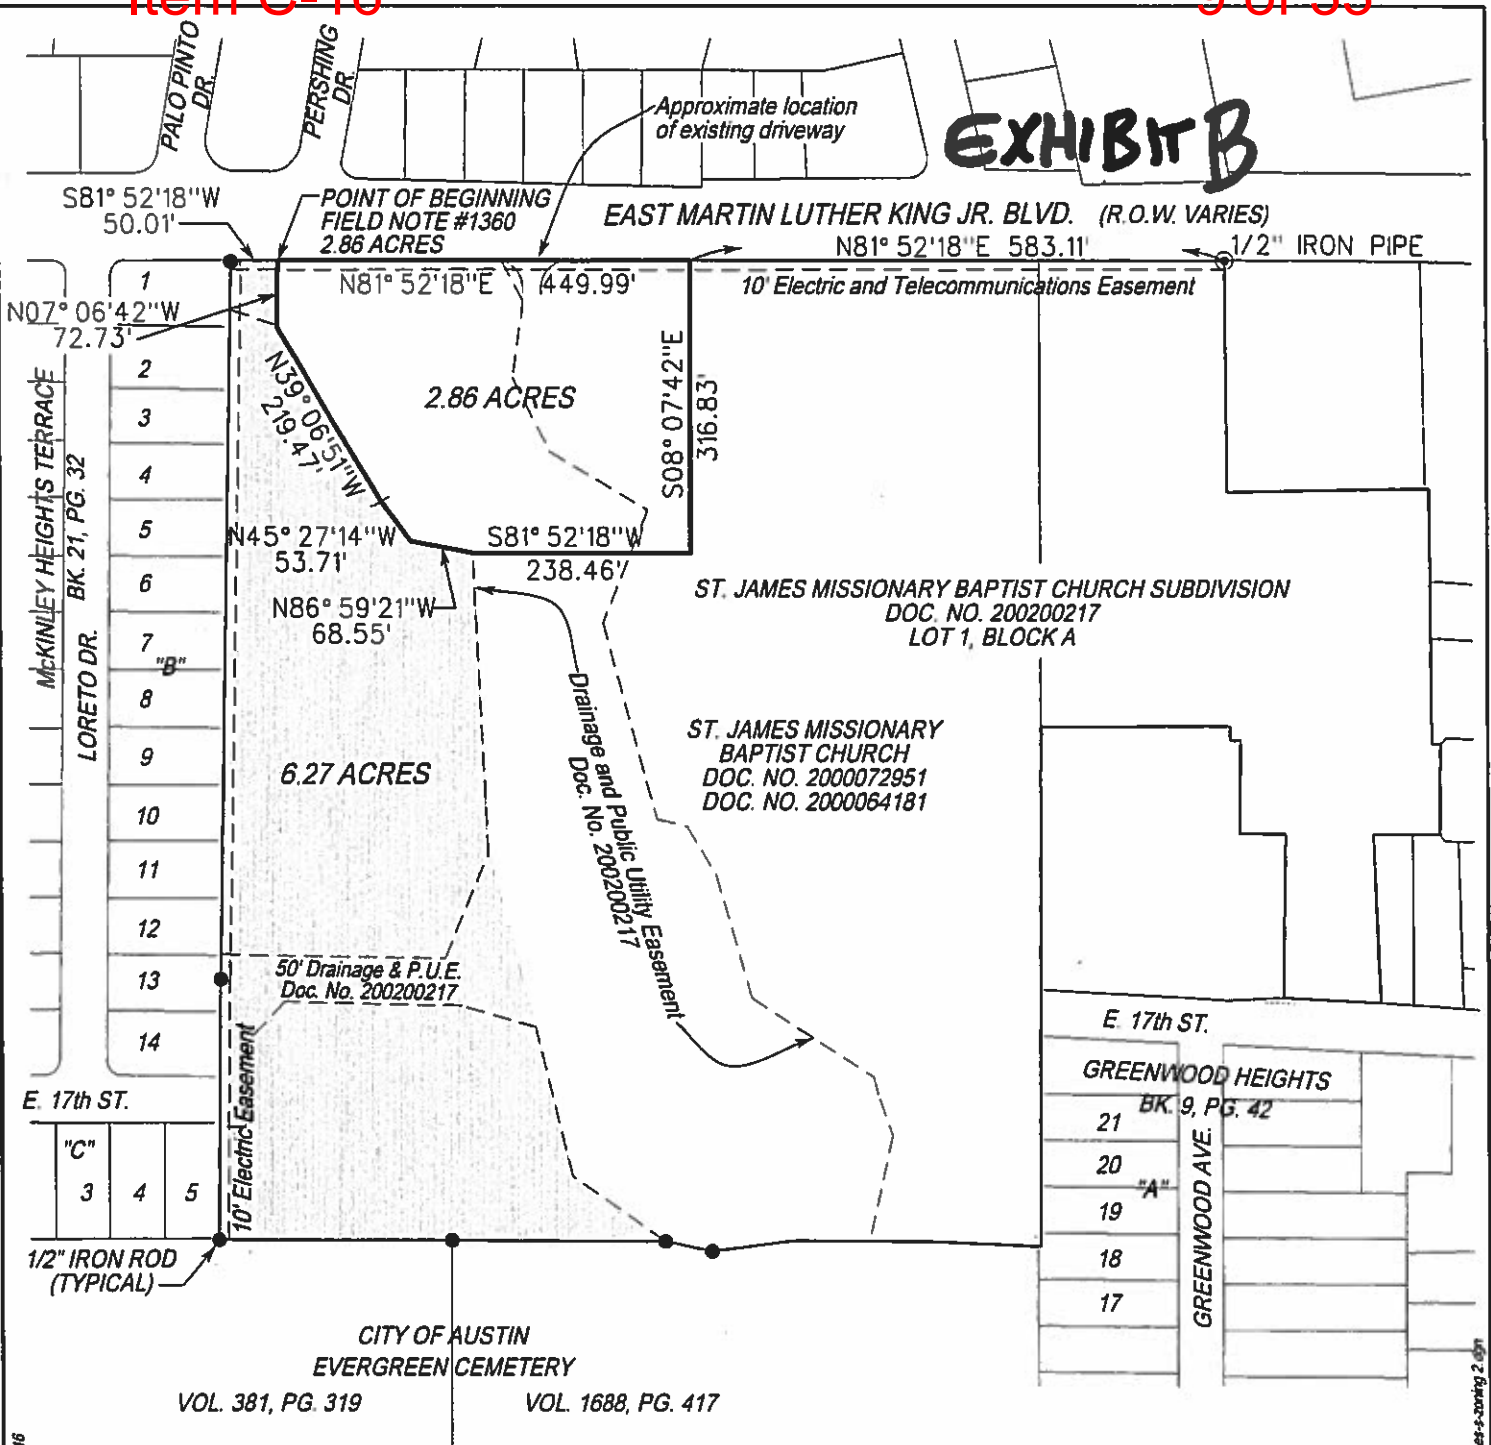 Item C-10
9 of 35
PALO PINTO
DR.
PERSHING
DR.
Approximate location
of existing driveway
EXHIBIT B
S81° 52'18"W
50.01'
POINT OF BEGINNING
FIELD NOTE #1360
2.86 ACRES
EAST MARTIN LUTHER KING JR. BLVD. (R.O.W. VARIES)
N81° 52'18"E 583.11'
1/2" IRON PIPE
N81° 52'18"E (449.99'
10' Electric and Telecommunications Easement
N07° 06'42"W
72.73'
1
2
3
4
5
6
7
"B"
8
9
10
11
12
13
14
McKINLEY HEIGHTS TERRACE
BK. 21, PG. 32
LORETO DR.
N39° 06'51"W
219.47'
2.86 ACRES
S08° 07'42"E
316.83'
N45° 27'14"W
53.71'
S81° 52'18"W
238.46'
N86° 59'21"W
68.55'
ST. JAMES MISSIONARY BAPTIST CHURCH SUBDIVISION
DOC. NO. 200200217
LOT 1, BLOCK A
Drainage and Public Utility Easement
Doc. No. 200200217
ST. JAMES MISSIONARY
BAPTIST CHURCH
DOC. NO. 2000072951
DOC. NO. 2000064181
6.27 ACRES
50' Drainage & P.U.E.
Doc. No. 200200217
10' Electric Easement
E. 17th ST.
"C"
3
4
5
1/2" IRON ROD
(TYPICAL)
E. 17th ST.
GREENWOOD HEIGHTS
BK. 9, PG. 42
21
20
"A"
19
18
17
GREENWOOD AVE.
CITY OF AUSTIN
EVERGREEN CEMETERY
VOL. 381, PG. 319
VOL. 1688, PG. 417
es-s-zoning 2.dgn